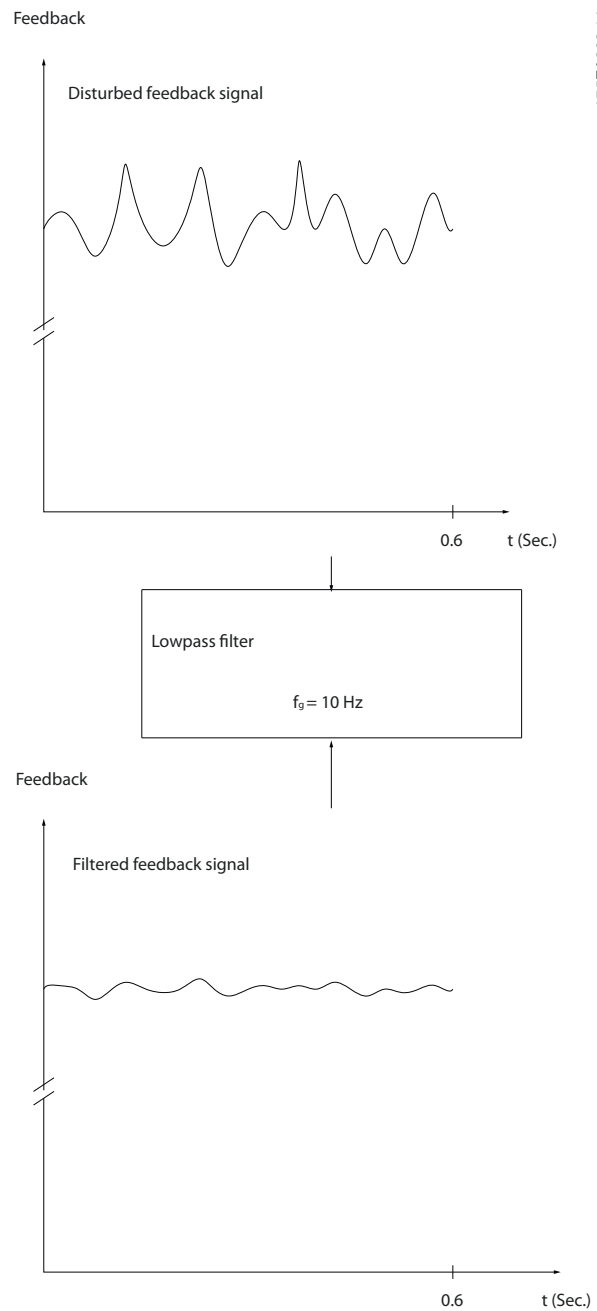 Feedback
Disturbed feedback signal
0.6 t (Sec.)
Lowpass filter
fg = 10 Hz
Feedback
Filtered feedback signal
0.6 t (Sec.)